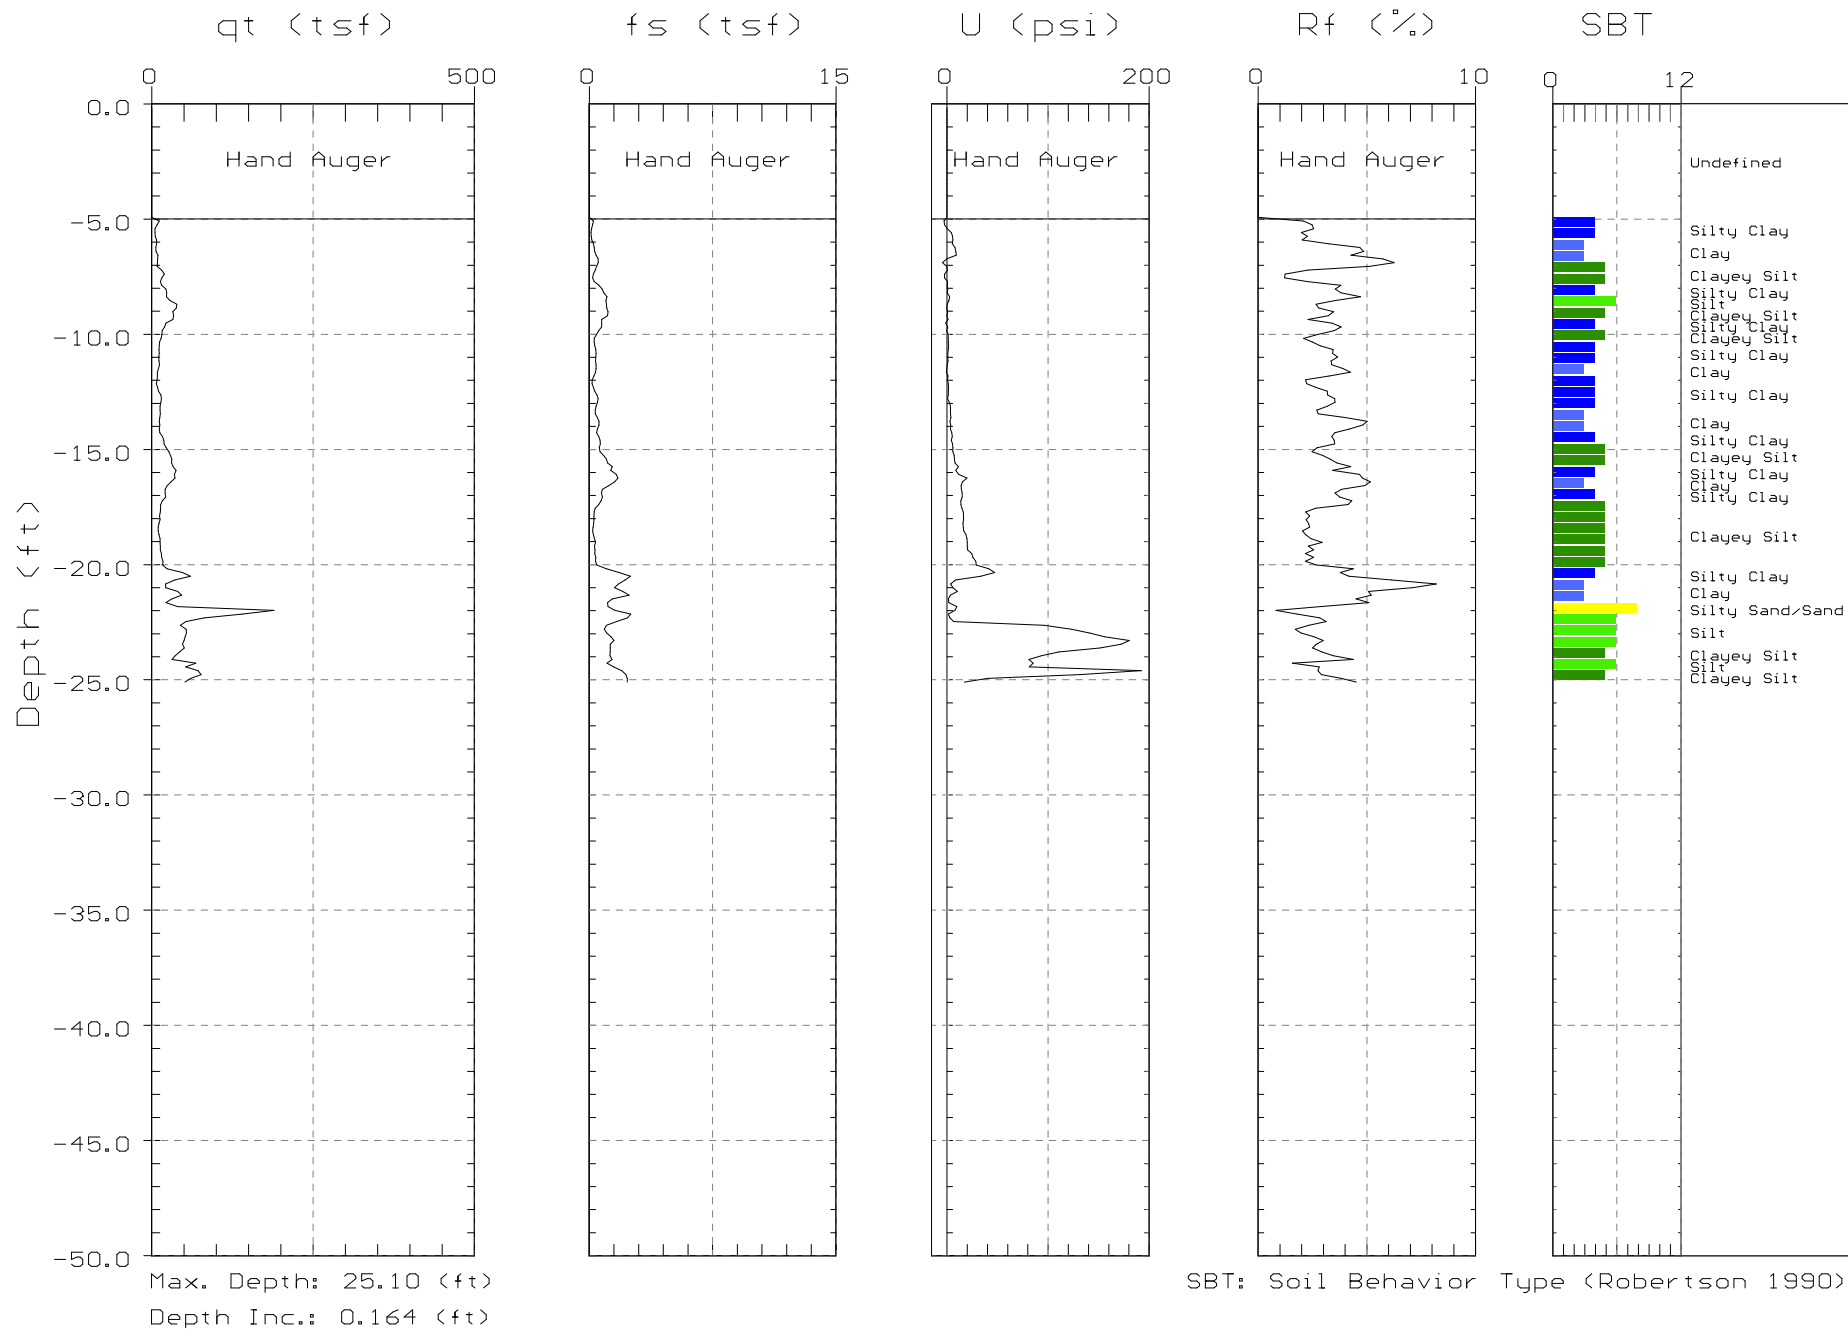 qt (tsf) fs (tsf) U (psi) Rf (%) SBT
0 500 0 15 0 200 0 10 0 12
0.0
Hand Auger Hand Auger Hand Auger Hand Auger Undefined
-5.0
Silty Clay
Clay
Clayey Silt
Silty Clay
Silt
Clayey Silt
Silty Clay
-10.0
Clayey Silt
Silty Clay
Clay
Silty Clay
Clay
Silty Clay
-15.0
Clayey Silt
Silty Clay
Clay
Silty Clay
Clayey Silt
-20.0
Silty Clay
Clay
Silty Sand/Sand
Silt
Clayey Silt
Silt
Clayey Silt
-25.0
Depth (ft)
-30.0
-35.0
-40.0
-45.0
-50.0
Max. Depth: 25.10 (ft) SBT: Soil Behavior Type (Robertson 1990)
Depth Inc.: 0.164 (ft)